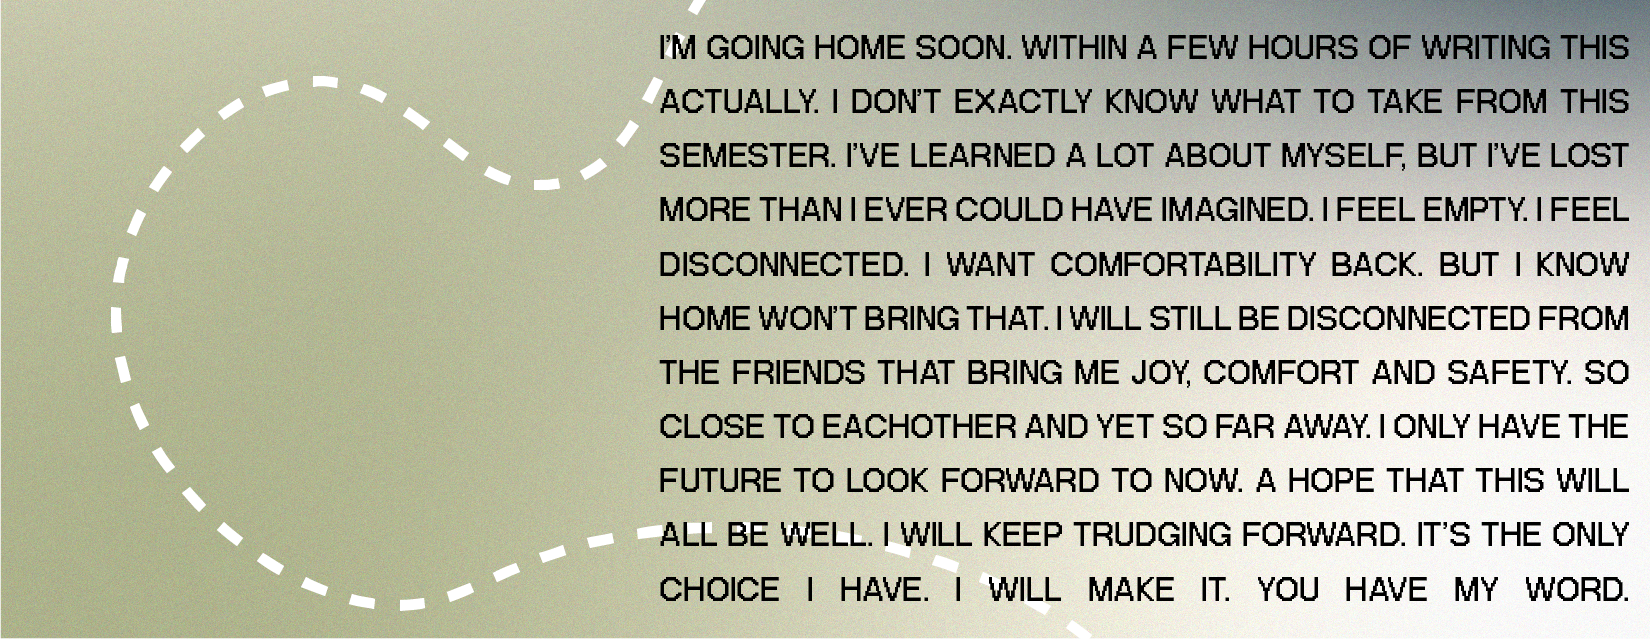 I'M GOING HOME SOON. WITHIN A FEW HOURS OF WRITING THIS
ACTUALLY. I DON'T EXACTLY KNOW WHAT TO TAKE FROM THIS
SEMESTER. I'VE LEARNED A LOT ABOUT MYSELF, BUT I'VE LOST
MORE THAN I EVER COULD HAVE IMAGINED. I FEEL EMPTY. I FEEL
DISCONNECTED. I WANT COMFORTABILITY BACK. BUT I KNOW
HOME WON'T BRING THAT. I WILL STILL BE DISCONNECTED FROM
THE FRIENDS THAT BRING ME JOY, COMFORT AND SAFETY. SO
CLOSE TO EACHOTHER AND YET SO FAR AWAY. I ONLY HAVE THE
FUTURE TO LOOK FORWARD TO NOW. A HOPE THAT THIS WILL
ALL BE WELL. I WILL KEEP TRUDGING FORWARD. IT'S THE ONLY
CHOICE I HAVE. I WILL MAKE IT. YOU HAVE MY WORD.